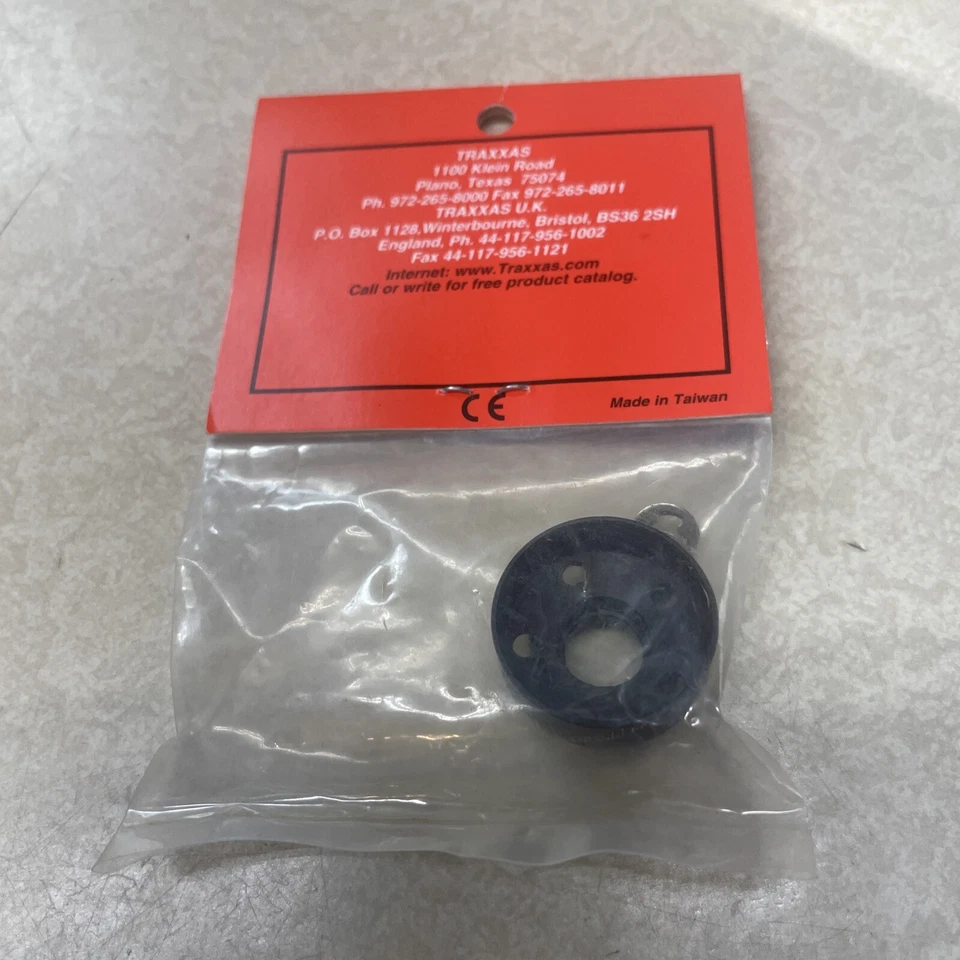 TRAXXAS
1100 Klein Road
Plano, Texas 75074
Ph. 972-265-8000 Fax 972-265-8011
TRAXXAS U.K.
P.O. Box 1128,Winterbourne, Bristol, BS36 2SH
England, Ph. 44-117-956-1002
Fax 44-117-956-1121
Internet: www.Traxxas.com
Call or write for free product catalog.
CE
Made in Taiwan